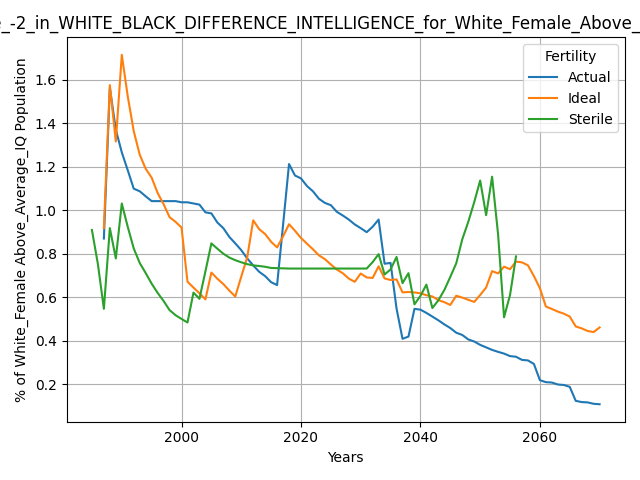 _-2_in_WHITE_BLACK_DIFFERENCE_INTELLIGENCE_for_White_Female_Above_
% of White_Female Above_Average_IQ Population
Fertility
Actual
Ideal
Sterile
1.6
1.4
1.2
1.0
0.8
0.6
0.4
0.2
2000 2020 2040 2060
Years